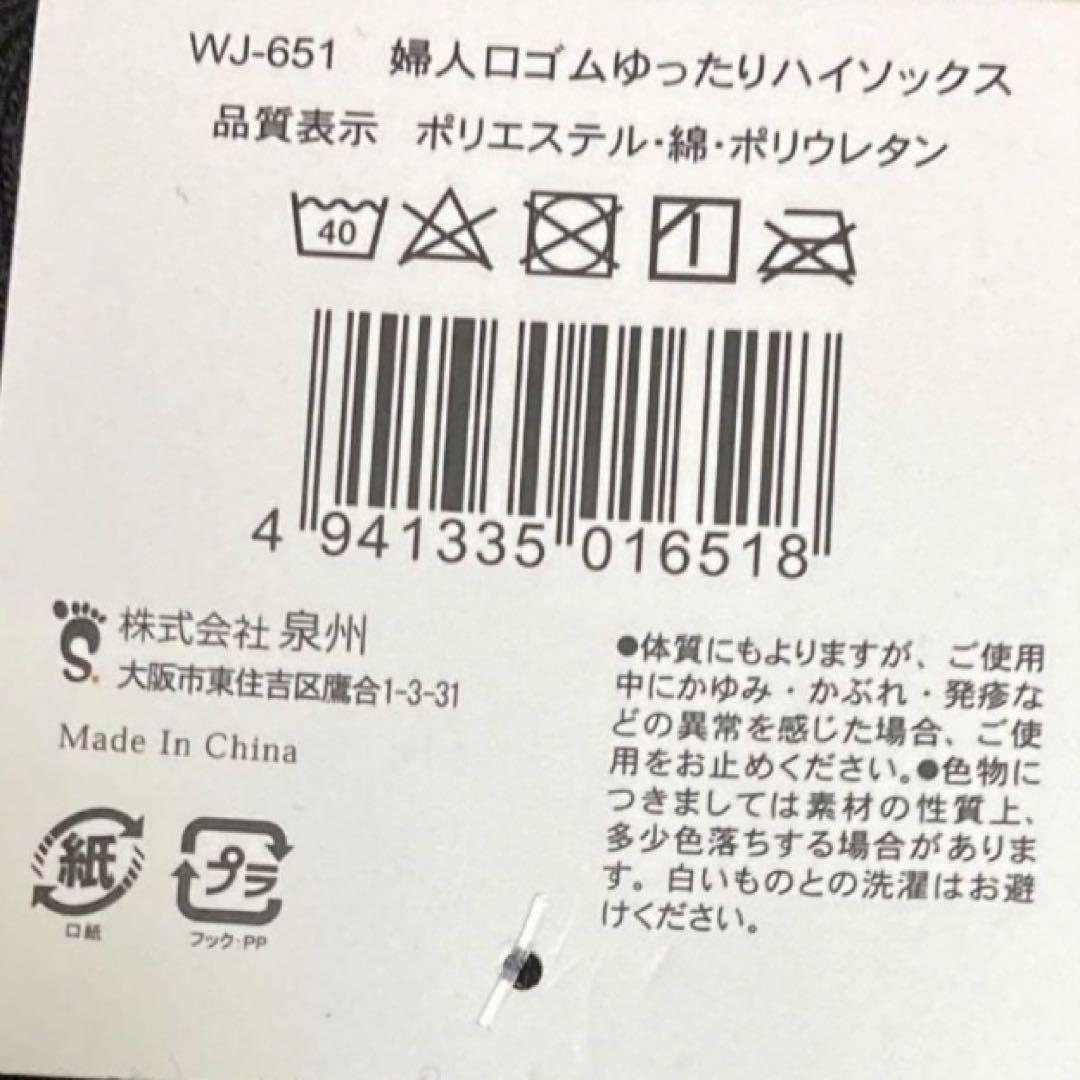 WJ-651 婦人口ゴムゆったりハイソックス
品質表示 ポリエステル・綿・ポリウレタン
40
4 941335 016518
S.
株式会社 泉州
大阪市東住吉区鷹合1-3-31
Made In China
紙
口紙
プラ
フック:PP
●体質にもよりますが、ご使用
中にかゆみ・かぶれ・発疹な
どの異常を感じた場合、ご使
用をお止めください。●色物に
つきましては素材の性質上、
多少色落ちする場合がありま
す。白いものとの洗濯はお避
けください。